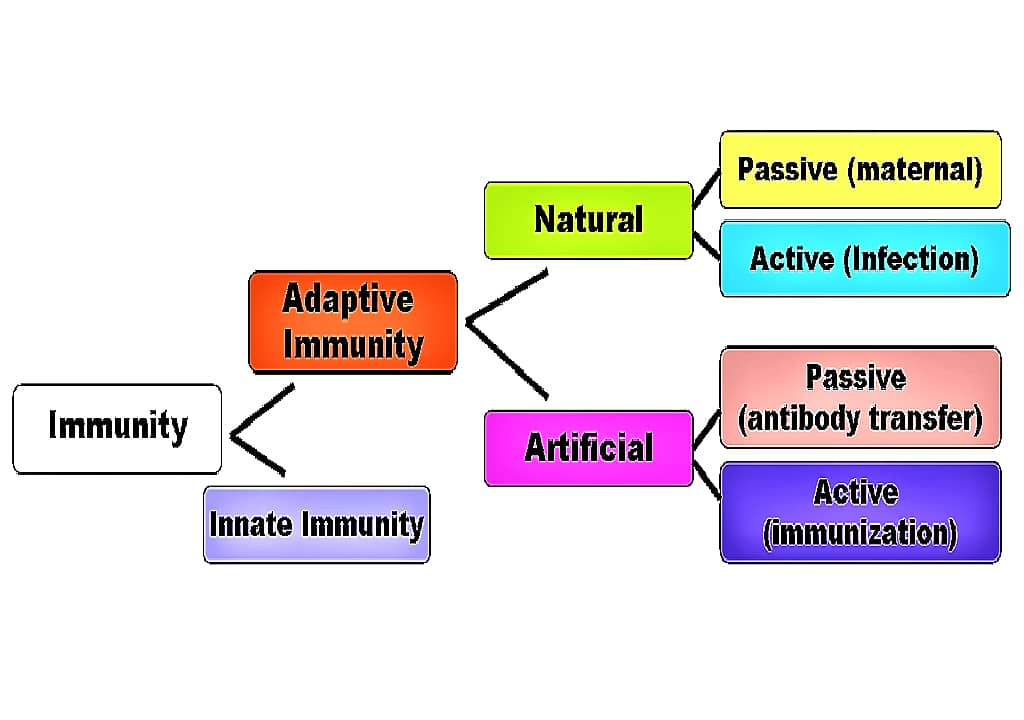 Passive (maternal)
Natural
Active (Infection)
Adaptive
Immunity
Passive
(antibody transfer)
Immunity
Artificial
Active
(immunization)
Innate Immunity